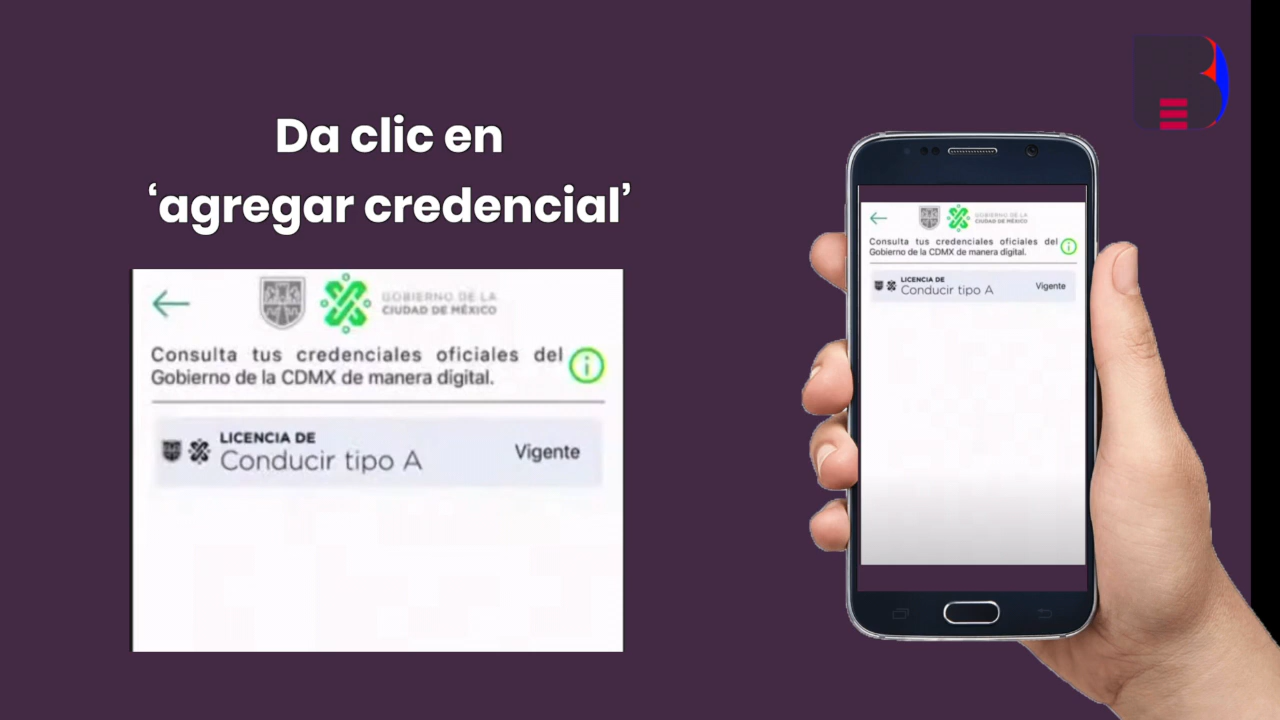 Da clic en
‘agregar credencial’
GOBIERNO DE LA
CIUDAD DE MÉXICO
Consulta tus credenciales oficiales del
Gobierno de la CDMX de manera digital.
LICENCIA DE
Conducir tipo A
Vigente
GOBIERNO DE LA
CIUDAD DE MÉXICO
Consulta tus credenciales oficiales del
Gobierno de la CDMX de manera digital.
LICENCIA DE
Conducir tipo A
Vigente
B